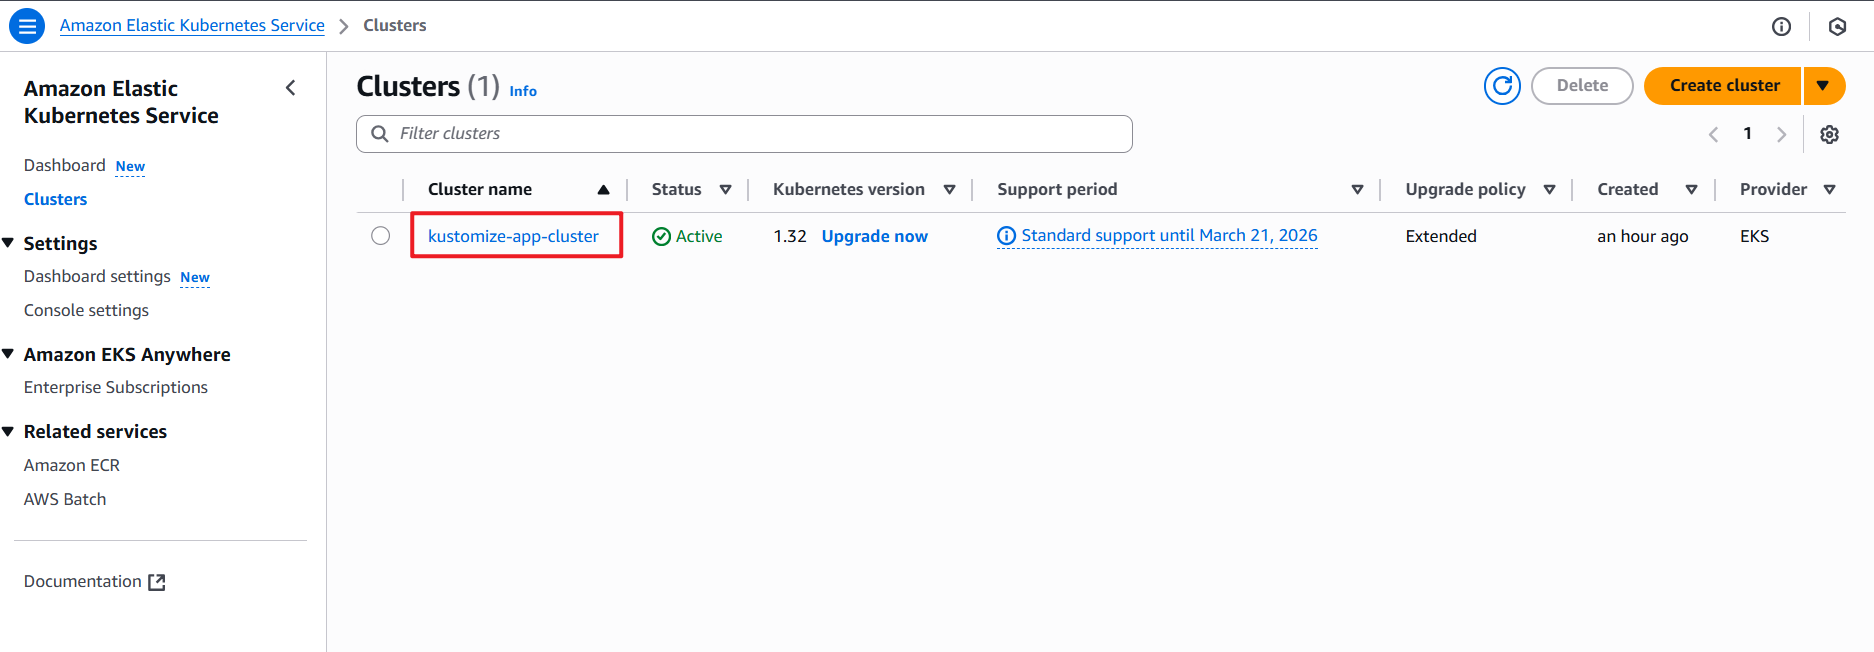 Amazon Elastic Kubernetes Service > Clusters
Amazon Elastic
Kubernetes Service
Dashboard New
Clusters
Settings
Dashboard settings New
Console settings
Amazon EKS Anywhere
Enterprise Subscriptions
Related services
Amazon ECR
AWS Batch
Documentation
Clusters (1) Info
Delete
Create cluster
Filter clusters
1
Cluster name Status Kubernetes version Support period Upgrade policy Created Provider
kustomize-app-cluster Active 1.32 Upgrade now Standard support until March 21, 2026 Extended an hour ago EKS